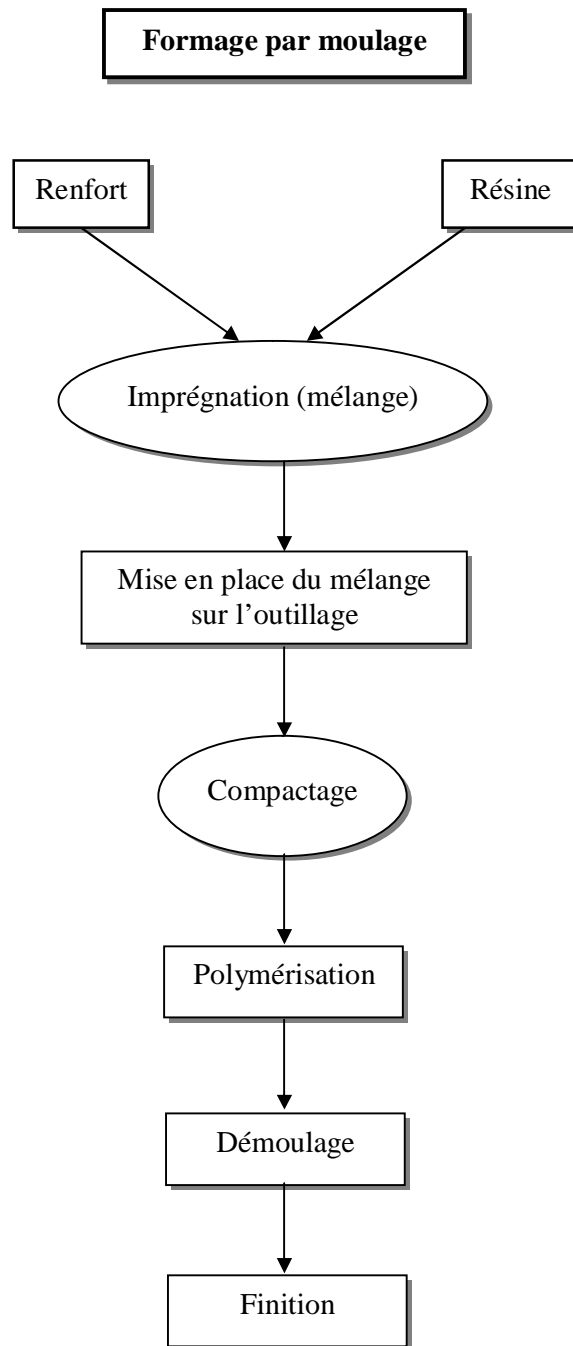 Formage par moulage
Renfort
Résine
Imprégnation (mélange)
Mise en place du mélange
sur l’outillage
Compactage
Polymérisation
Démoulage
Finition